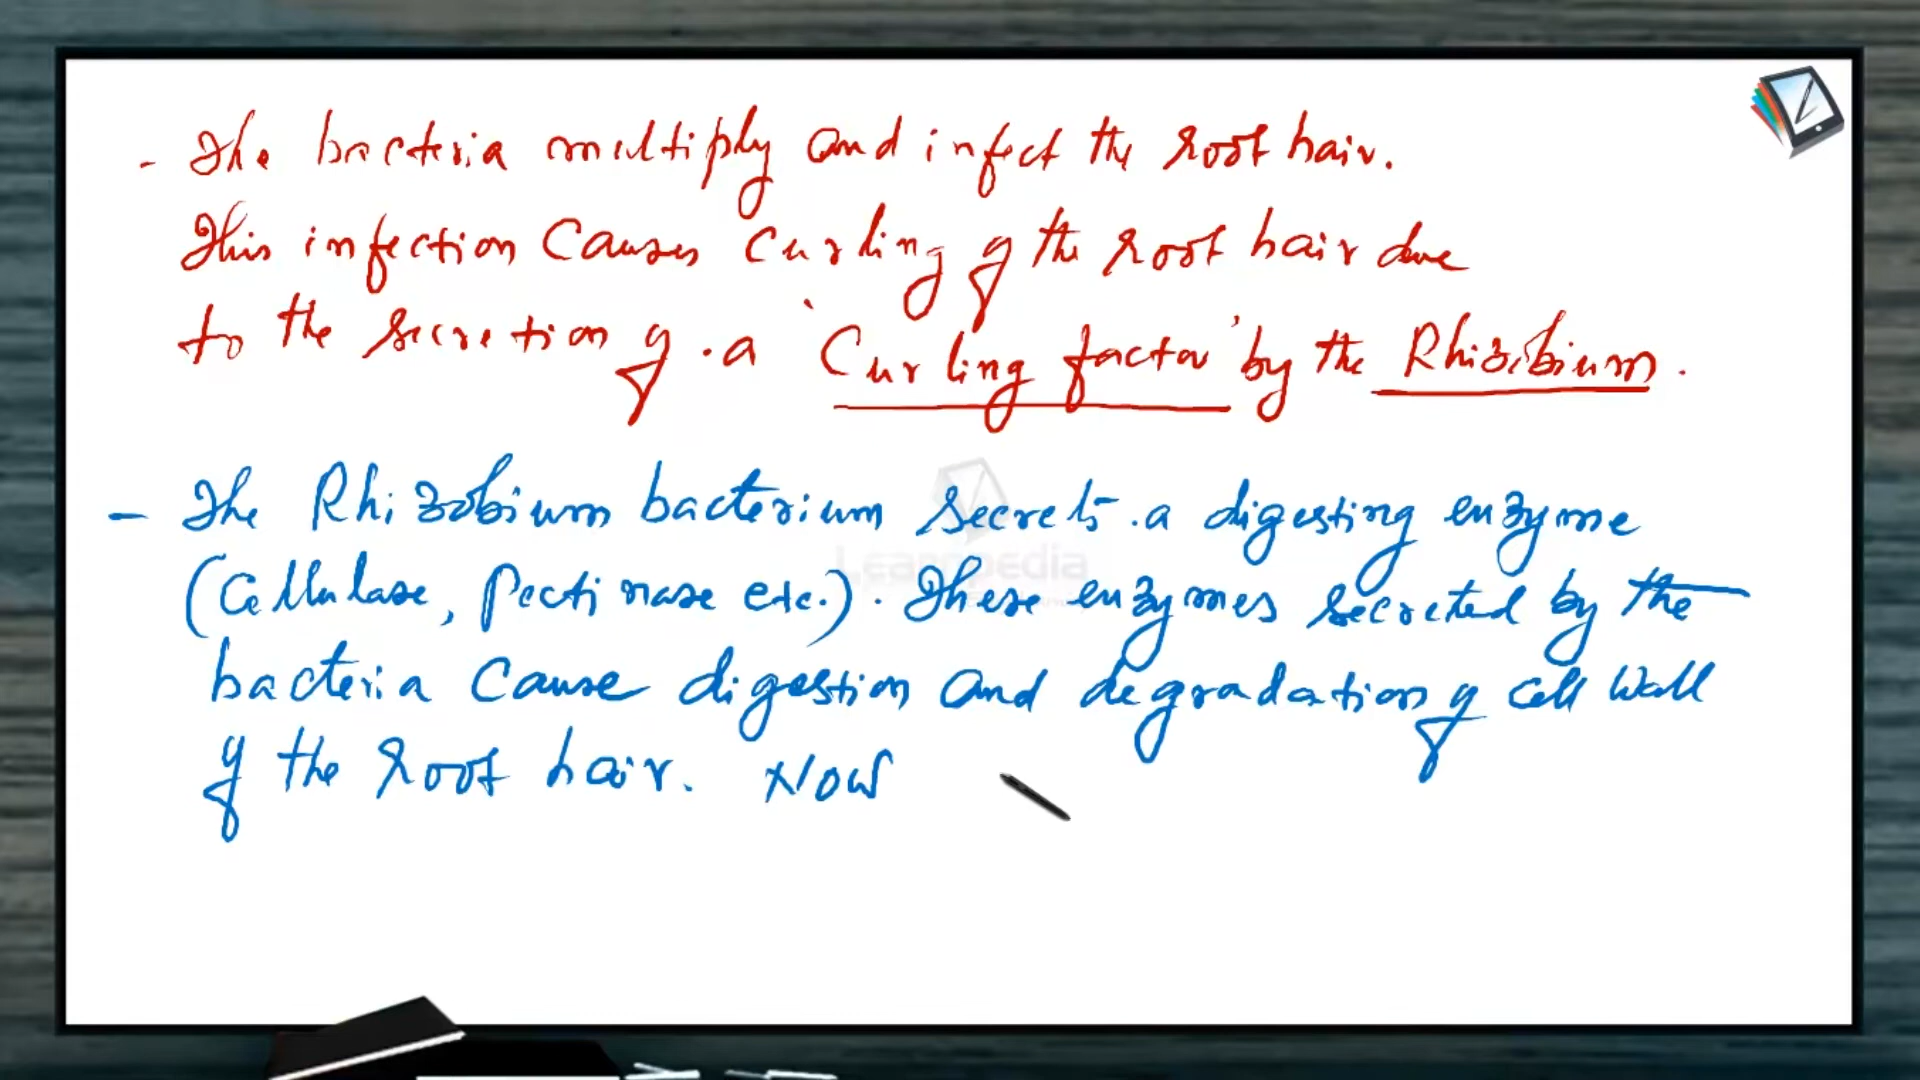 - The bacteria multiply and infect the root hair.
This infection causes curling of the root hair due
to the secretion of a 'Curling factor' by the Rhizobium.
- The Rhizobium bacterium secrets a digesting enzyme
(Cellulase, Pectinase etc.). These enzymes secreted by the
bacteria cause digestion and degradation of cell wall
of the root hair. Now
Learnpedia